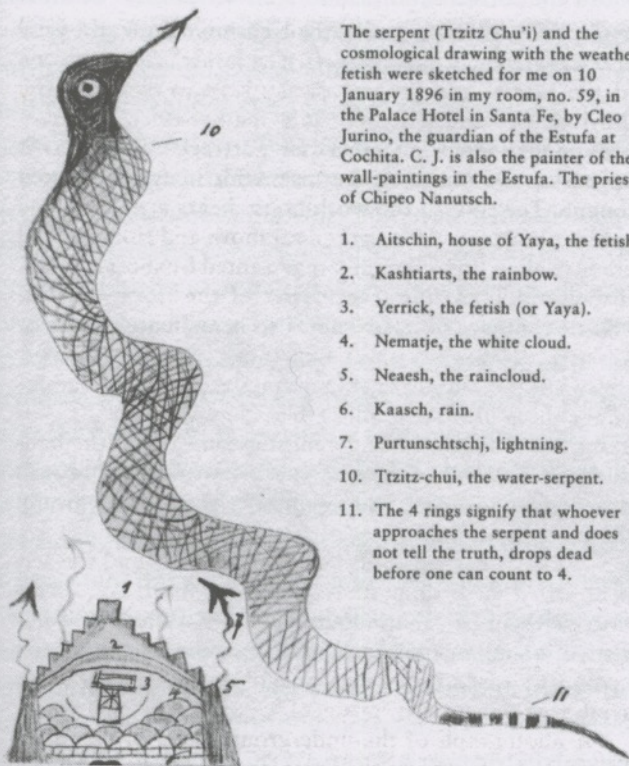 The serpent (Ttzitz Chu'i) and the
cosmological drawing with the weathe
fetish were sketched for me on 10
January 1896 in my room, no. 59, in
the Palace Hotel in Santa Fe, by Cleo
Jurino, the guardian of the Estufa at
Cochita. C. J. is also the painter of the
wall-paintings in the Estufa. The pries
of Chipeo Nanutsch.
1. Aitschin, house of Yaya, the fetish
2. Kashtiarts, the rainbow.
3. Yerrick, the fetish (or Yaya).
4. Nematje, the white cloud.
5. Neaesh, the raincloud.
6. Kaasch, rain.
7. Purtunschtschj, lightning.
10. Ttzitz-chui, the water-serpent.
11. The 4 rings signify that whoever
approaches the serpent and does
not tell the truth, drops dead
before one can count to 4.
10
1
2
3
4
5
7
11